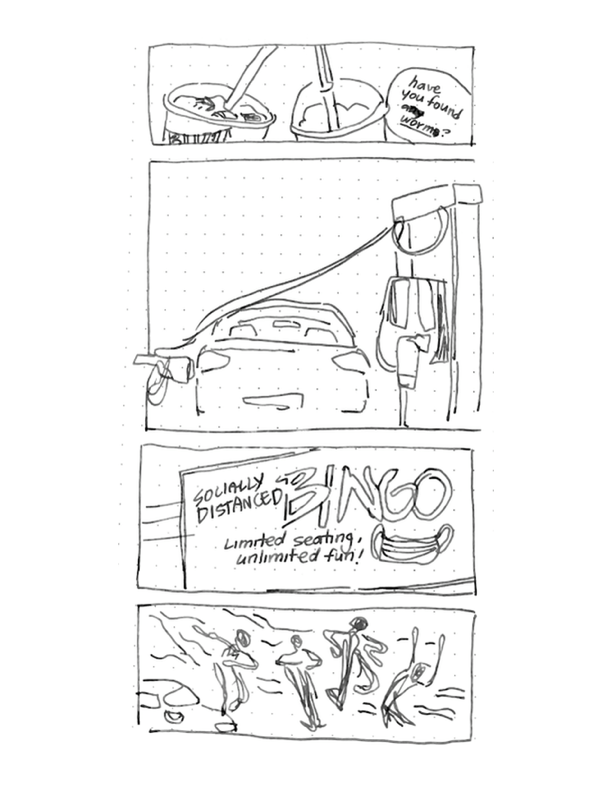 have
you found
worms?
SOCIALLY
DISTANCED
BINGO
Limited seating,
unlimited fun!